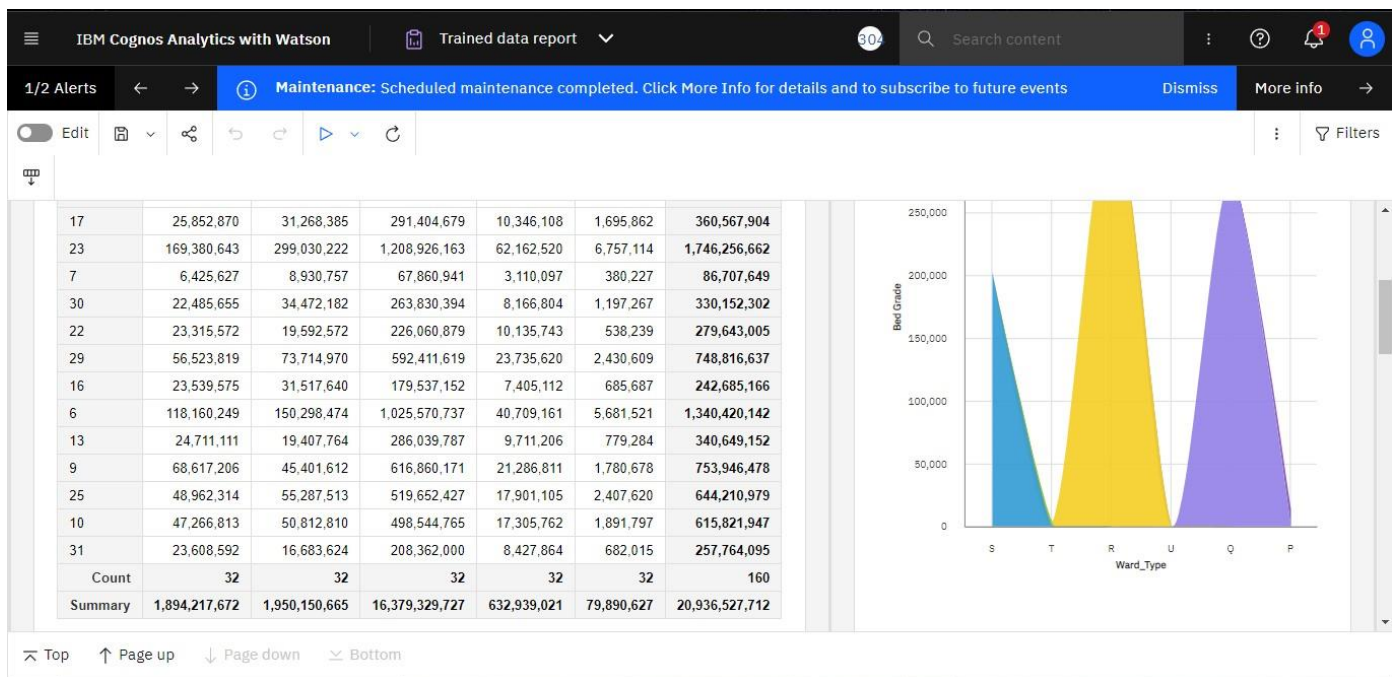 IBM Cognos Analytics with Watson Trained data report 304 Search content 1
1/2 Alerts Maintenance: Scheduled maintenance completed. Click More Info for details and to subscribe to future events Dismiss More info
Edit Filters
17 25,852,870 31,268,385 291,404,679 10,346,108 1,695,862 360,567,904
23 169,380,643 299,030,222 1,208,926,163 62,162,520 6,757,114 1,746,256,662
7 6,425,627 8,930,757 67,860,941 3,110,097 380,227 86,707,649
30 22,485,655 34,472,182 263,830,394 8,166,804 1,197,267 330,152,302
22 23,315,572 19,592,572 226,060,879 10,135,743 538,239 279,643,005
29 56,523,819 73,714,970 592,411,619 23,735,620 2,430,609 748,816,637
16 23,539,575 31,517,640 179,537,152 7,405,112 685,687 242,685,166
6 118,160,249 150,298,474 1,025,570,737 40,709,161 5,681,521 1,340,420,142
13 24,711,111 19,407,764 286,039,787 9,711,206 779,284 340,649,152
9 68,617,206 45,401,612 616,860,171 21,286,811 1,780,678 753,946,478
25 48,962,314 55,287,513 519,652,427 17,901,105 2,407,620 644,210,979
10 47,266,813 50,812,810 498,544,765 17,305,762 1,891,797 615,821,947
31 23,608,592 16,683,624 208,362,000 8,427,864 682,015 257,764,095
Count 32 32 32 32 32 160
Summary 1,894,217,672 1,950,150,665 16,379,329,727 632,939,021 79,890,627 20,936,527,712
Bed Grade
250,000
200,000
150,000
100,000
50,000
0
S T R U Q P
Ward_Type
Top Page up Page down Bottom